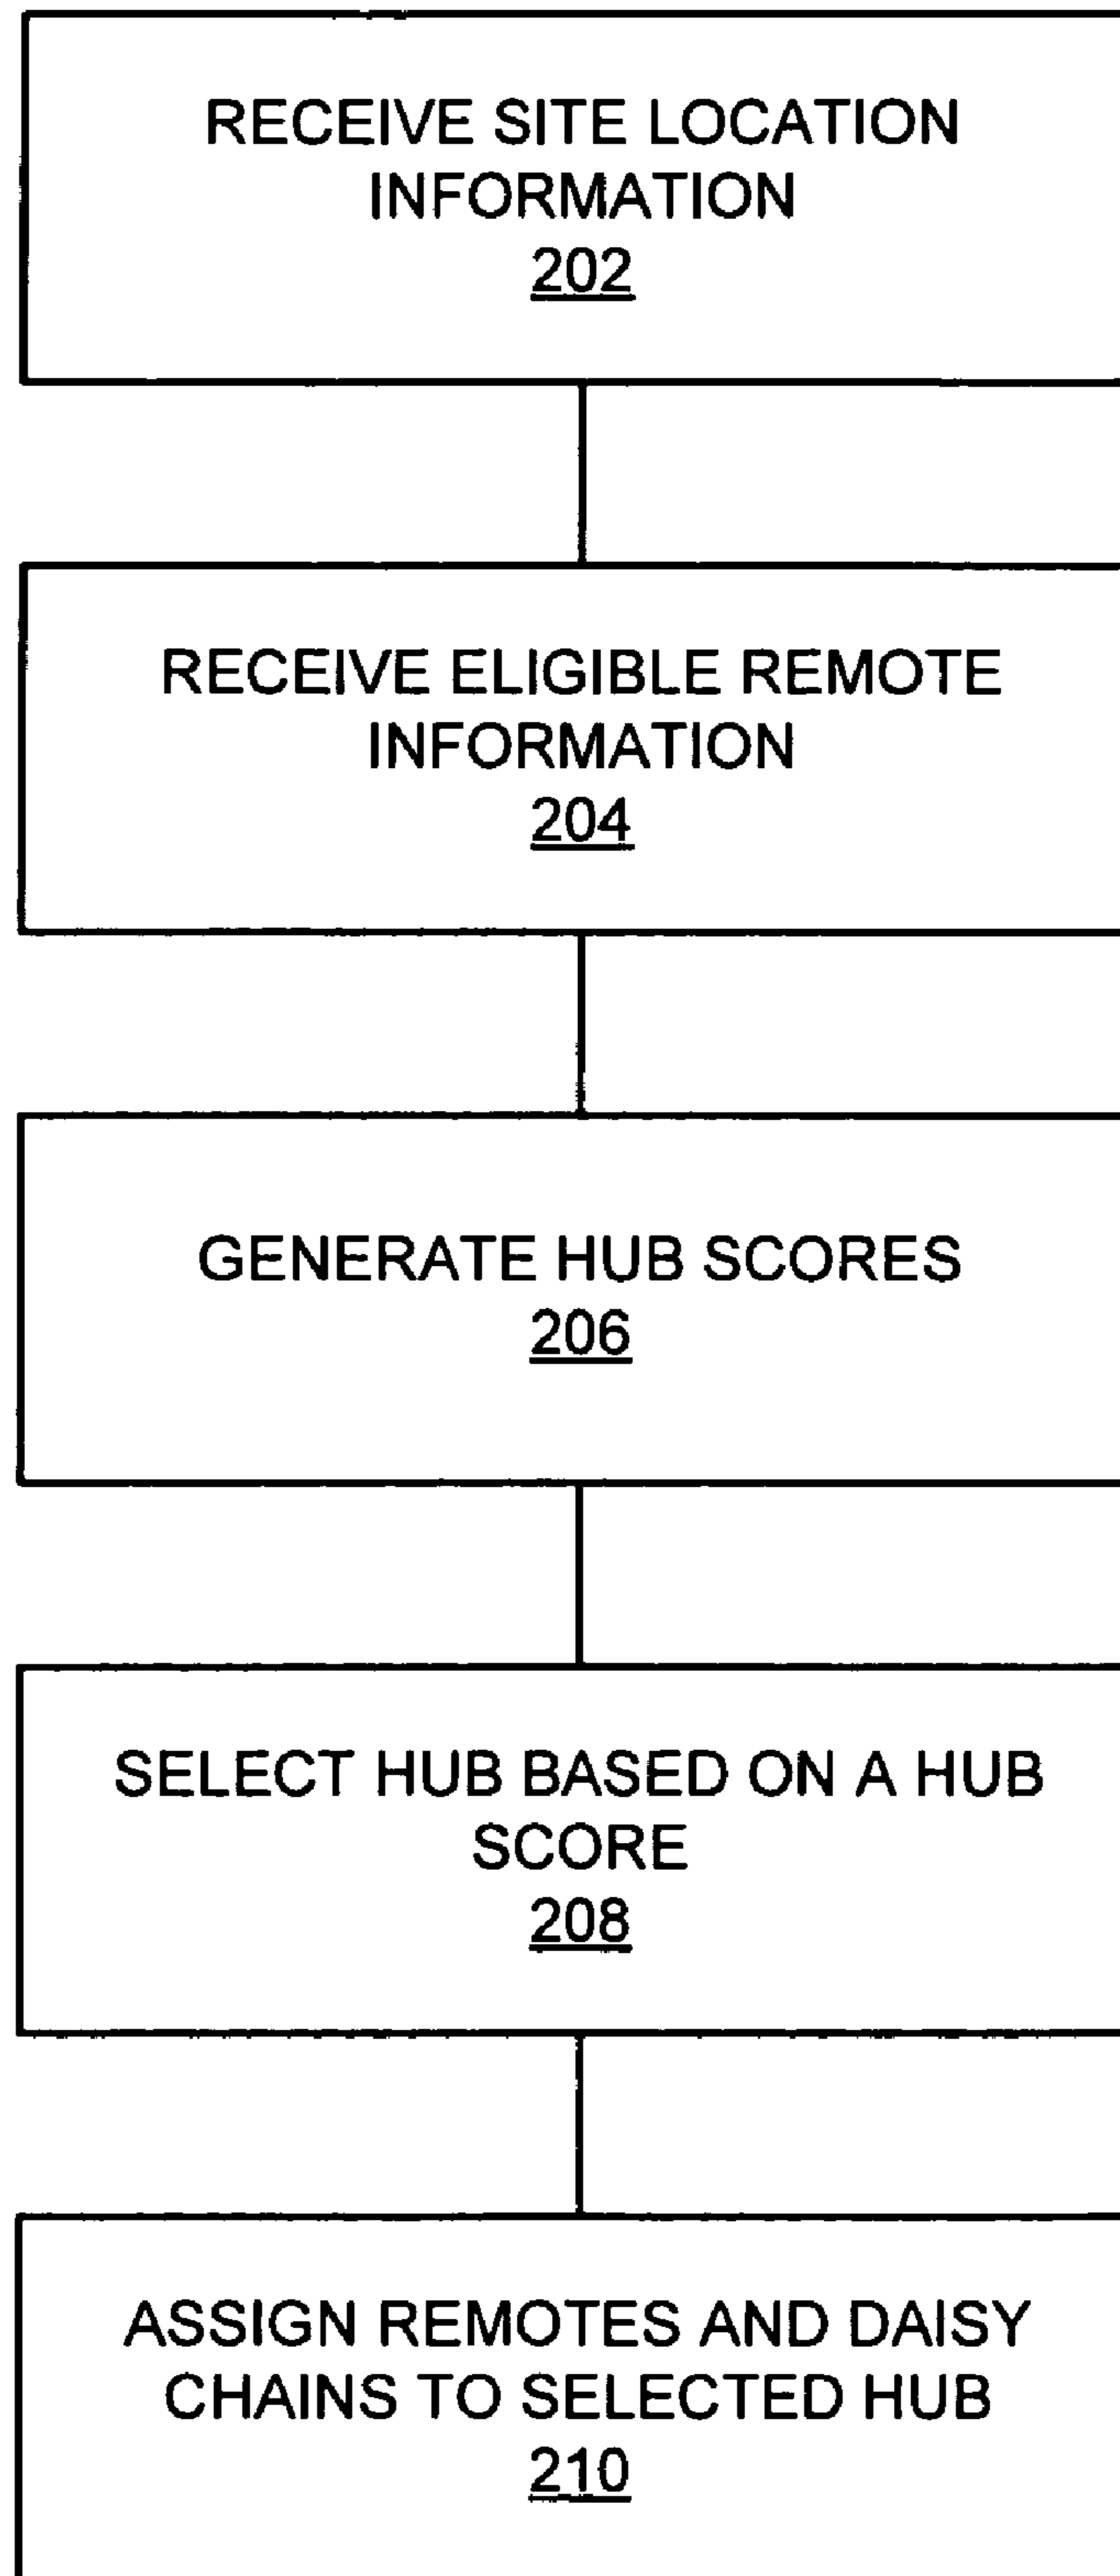 RECEIVE SITE LOCATION
INFORMATION
202
RECEIVE ELIGIBLE REMOTE
INFORMATION
204
GENERATE HUB SCORES
206
SELECT HUB BASED ON A HUB
SCORE
208
ASSIGN REMOTES AND DAISY
CHAINS TO SELECTED HUB
210